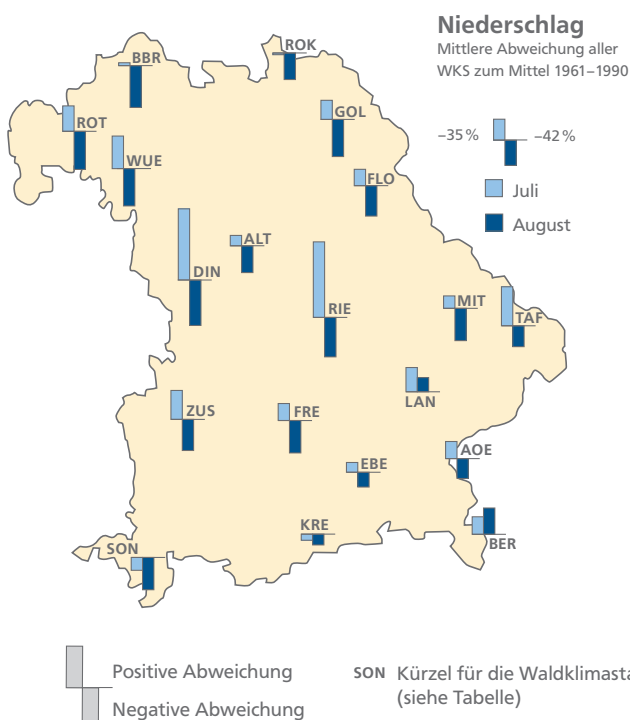 Niederschlag
Mittlere Abweichung aller
WKS zum Mittel 1961–1990
–35 % –42 %
Juli
August
ROK
BBR
GOL
ROT
WUE
FLO
ALT
DIN
RIE
MIT
TAF
LAN
ZUS
FRE
AOE
EBE
KRE
BER
SON
Positive Abweichung
Negative Abweichung
SON Kürzel für die Waldklimasta
(siehe Tabelle)